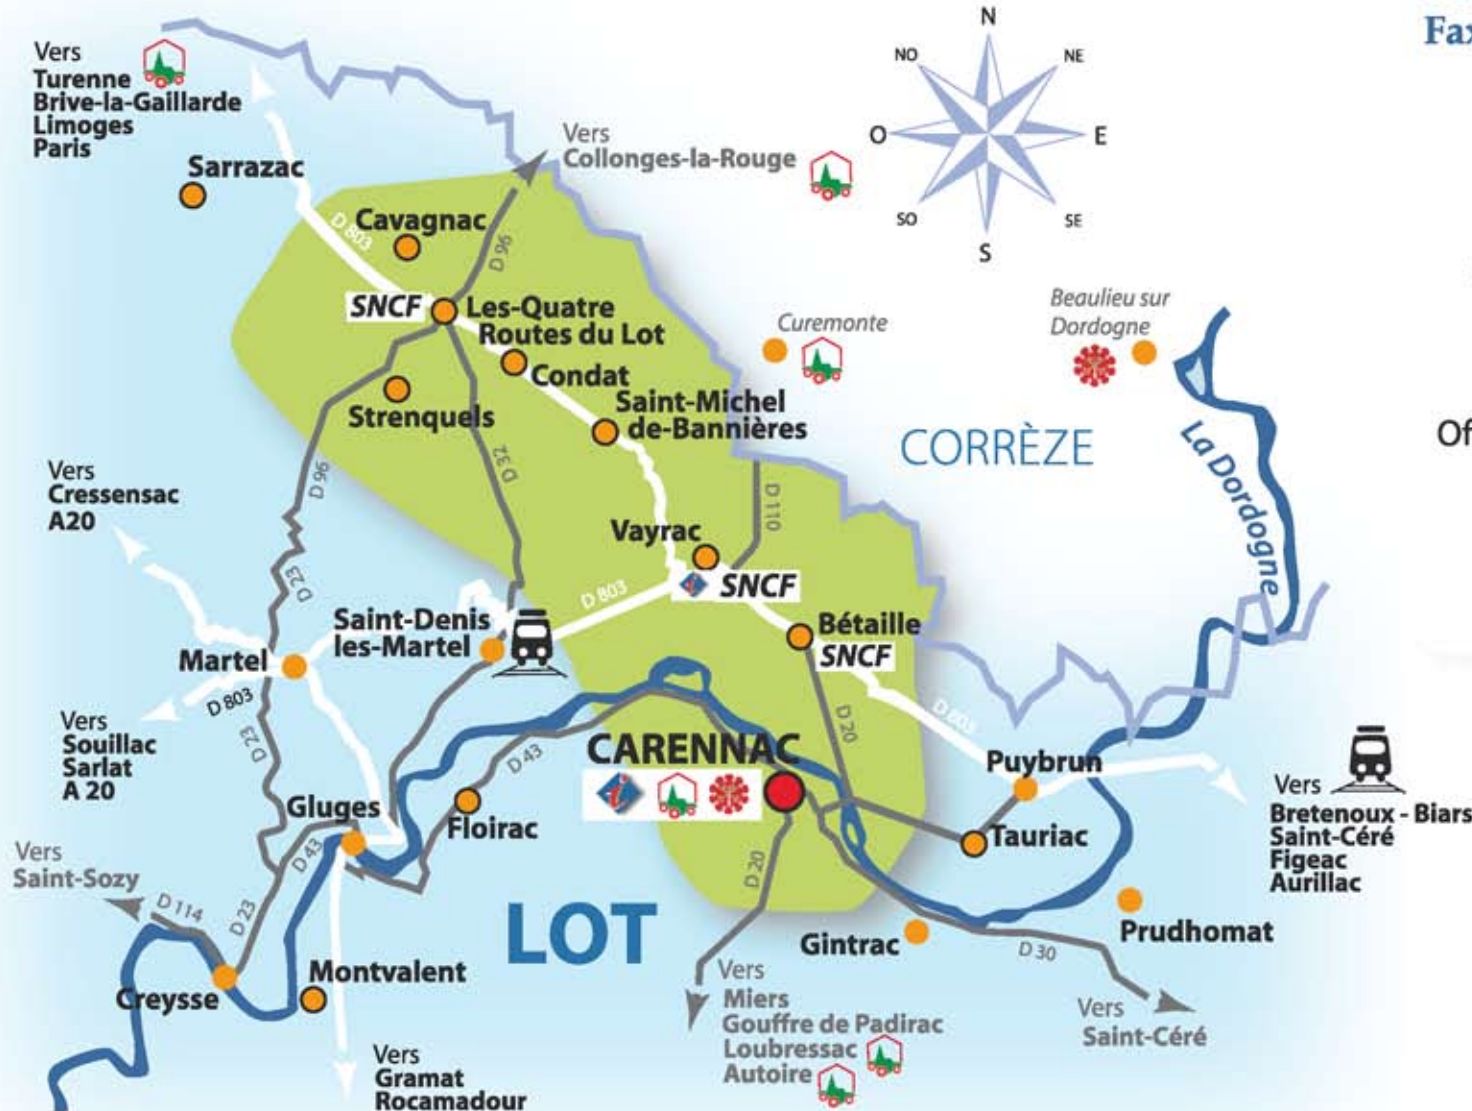 Fax
N
NO
NE
O
E
SO
SE
S
Vers
Turenne
Brive-la-Gaillarde
Limoges
Paris
Sarrazac
Vers
Collonges-la-Rouge
D 803
Cavagnac
D 96
SNCF
Les-Quatre
Routes du Lot
Condat
Strenquels
Saint-Michel
de-Bannières
Curemonte
Beaulieu sur
Dordogne
CORRÈZE
La Dordogne
Of
Vers
Cressensac
A20
D 96
D 32
D 110
Vayrac
SNCF
D 23
D 803
Saint-Denis
les-Martel
Bétaille
SNCF
Martel
D 803
Vers
Souillac
Sarlat
A 20
D 23
D 43
CARENNAC
D 20
D 803
Puybrun
Vers
Bretenoux - Biars
Saint-Céré
Figeac
Aurillac
Gluges
Floirac
Tauriac
D 43
Vers
Saint-Sozy
D 114
D 23
D 20
LOT
Gintrac
Prudhomat
D 30
Creysse
Montvalent
Vers
Miers
Gouffre de Padirac
Loubressac
Autoire
Vers
Saint-Céré
Vers
Gramat
Rocamadour